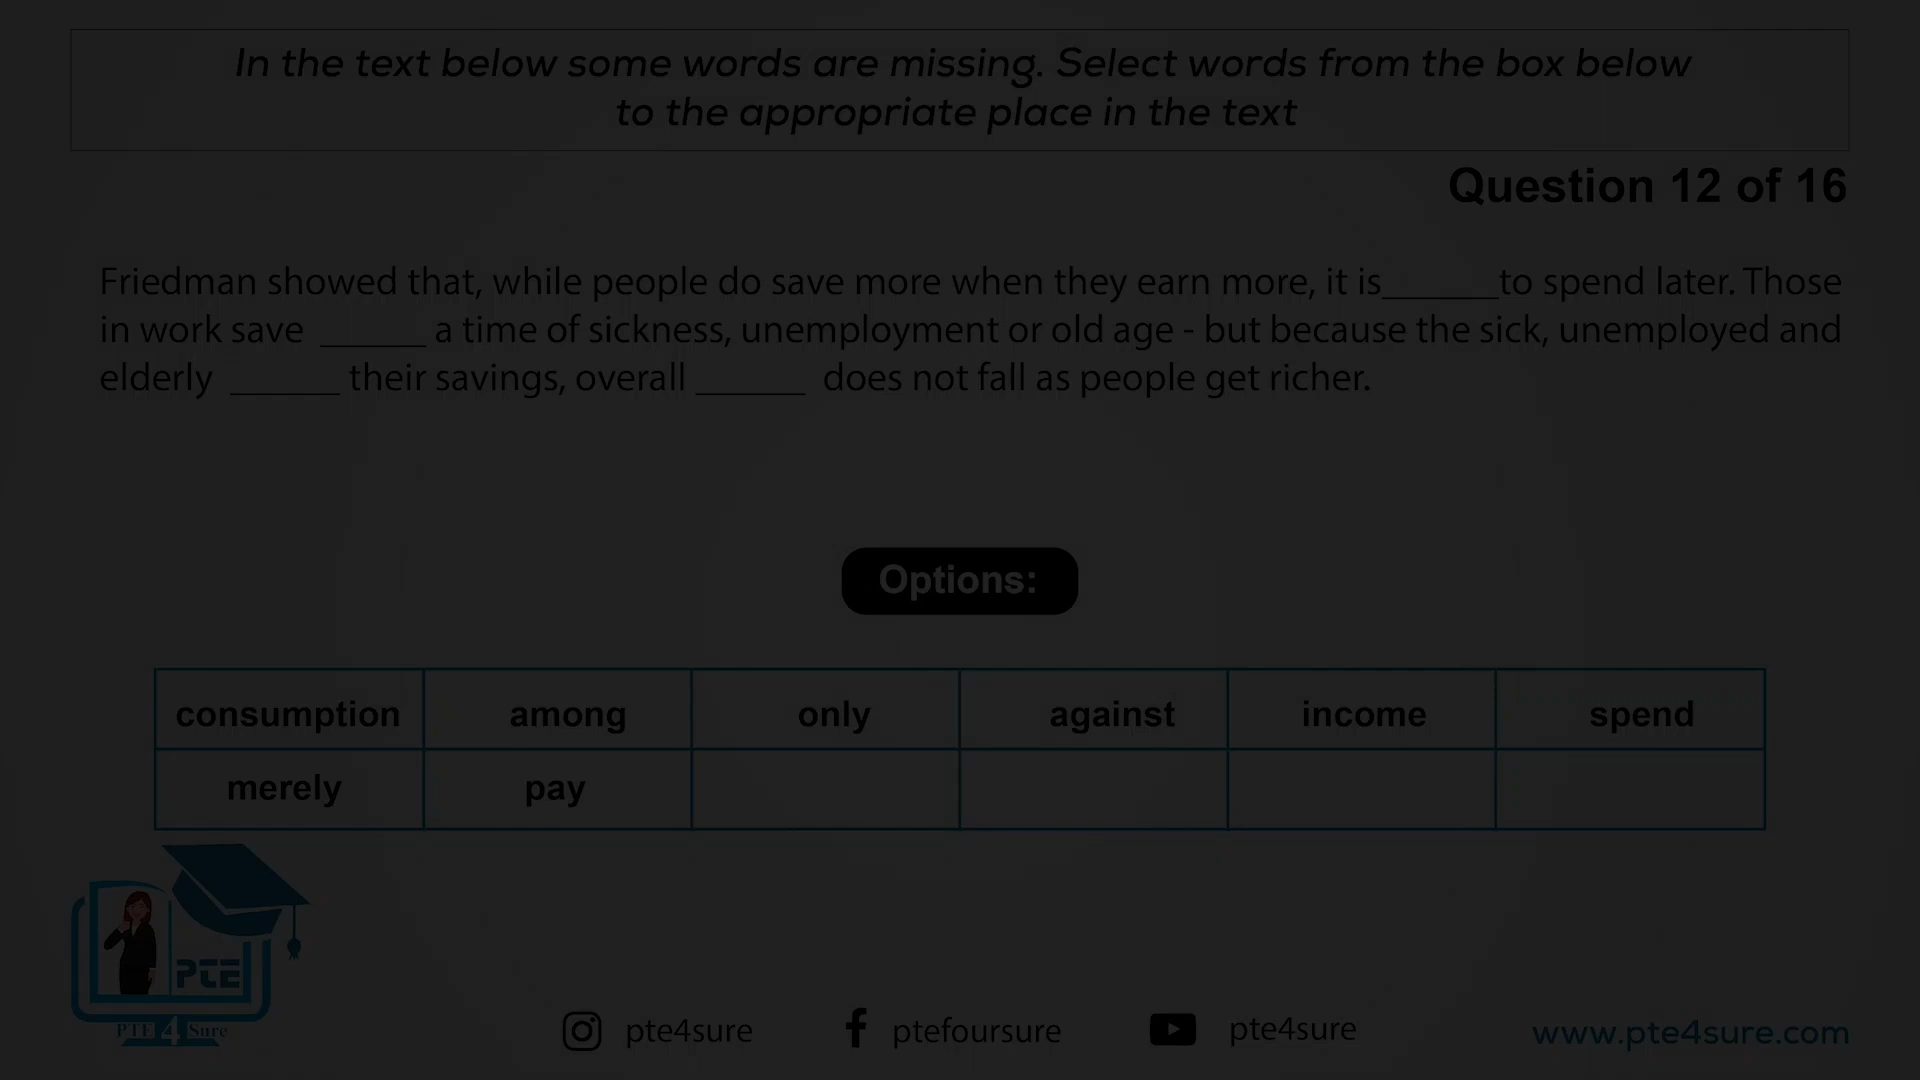 In the text below some words are missing. Select words from the box below
to the appropriate place in the text
Question 12 of 16
Friedman showed that, while people do save more when they earn more, it is______to spend later. Those
in work save ______ a time of sickness, unemployment or old age - but because the sick, unemployed and
elderly ______ their savings, overall ______ does not fall as people get richer.
Options:
consumption among only against income spend
merely pay
PTE
PTE 4 Sure
pte4sure ptefoursure pte4sure www.pte4sure.com